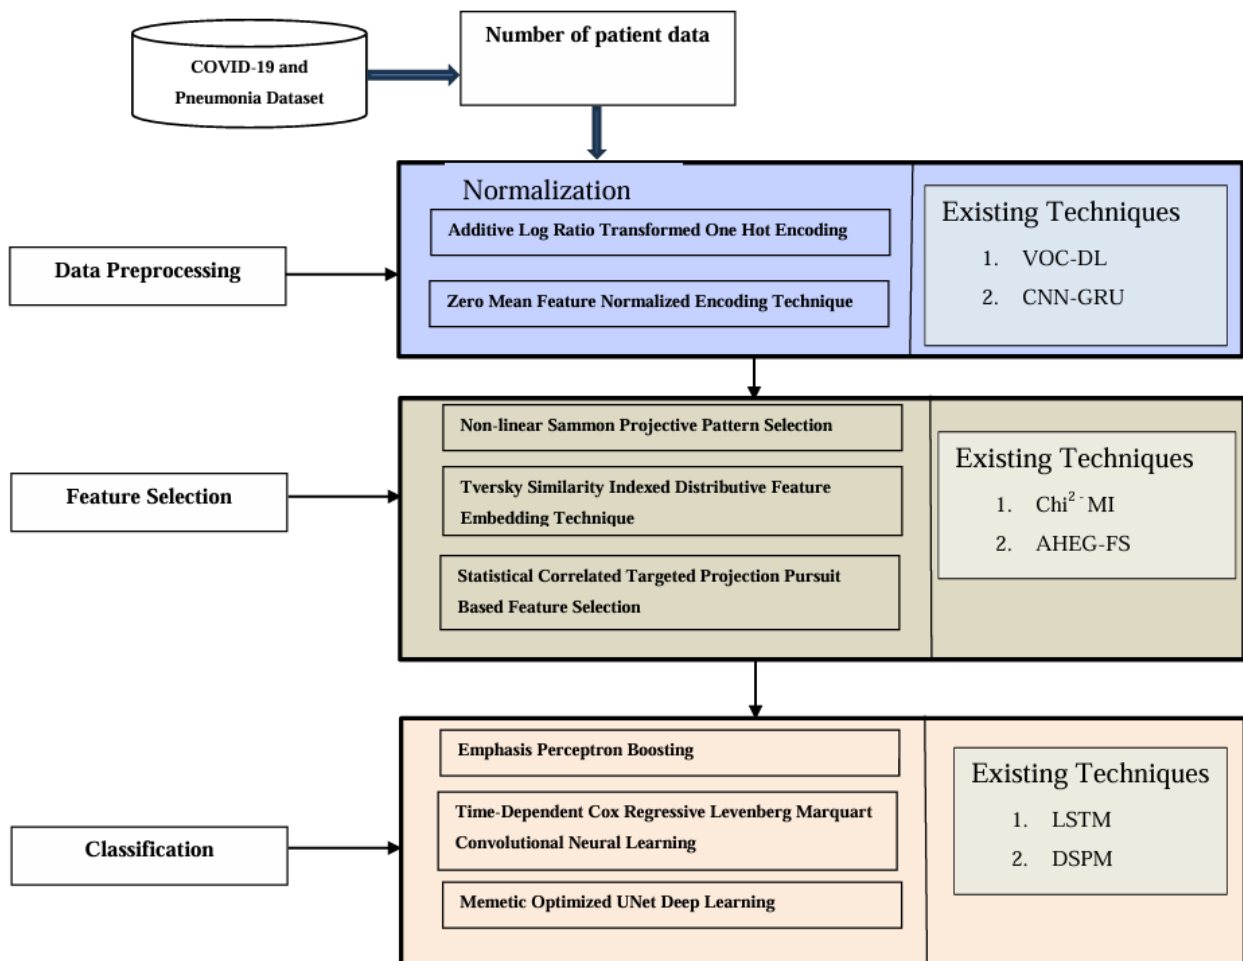 COVID-19 and
Pneumonia Dataset
Number of patient data
Data Preprocessing
Normalization
Additive Log Ratio Transformed One Hot Encoding
Zero Mean Feature Normalized Encoding Technique
Existing Techniques
1. VOC-DL
2. CNN-GRU
Feature Selection
Non-linear Sammon Projective Pattern Selection
Tversky Similarity Indexed Distributive Feature
Embedding Technique
Statistical Correlated Targeted Projection Pursuit
Based Feature Selection
Existing Techniques
1. Chi² - MI
2. AHEG-FS
Classification
Emphasis Perceptron Boosting
Time-Dependent Cox Regressive Levenberg Marquart
Convolutional Neural Learning
Memetic Optimized UNet Deep Learning
Existing Techniques
1. LSTM
2. DSPM